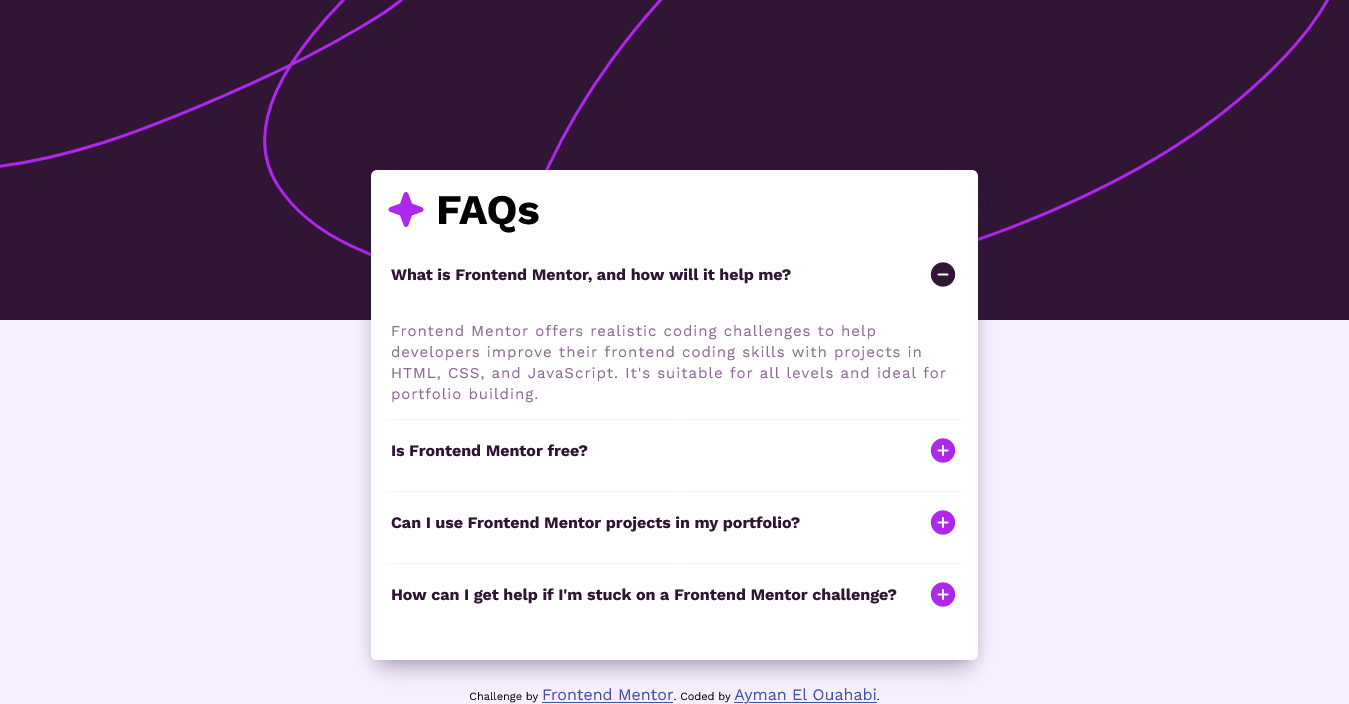 FAQs
What is Frontend Mentor, and how will it help me?
Frontend Mentor offers realistic coding challenges to help
developers improve their frontend coding skills with projects in
HTML, CSS, and JavaScript. It's suitable for all levels and ideal for
portfolio building.
Is Frontend Mentor free?
Can I use Frontend Mentor projects in my portfolio?
How can I get help if I'm stuck on a Frontend Mentor challenge?
Challenge by Frontend Mentor. Coded by Ayman El Ouahabi.